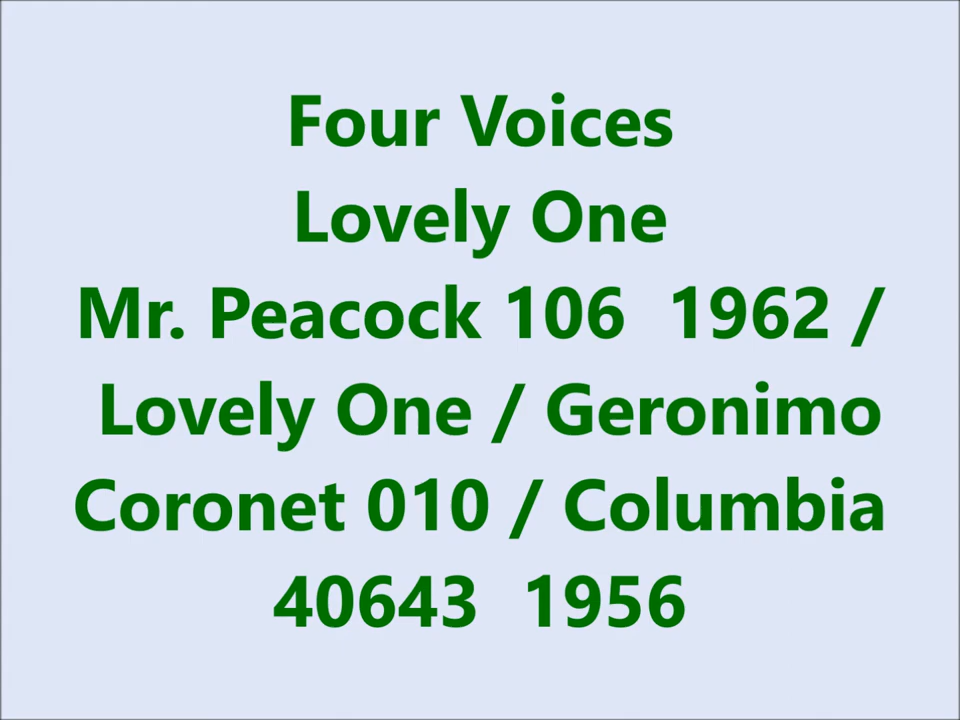 Four Voices
Lovely One
Mr. Peacock 106  1962 /
Lovely One / Geronimo
Coronet 010 / Columbia
40643  1956